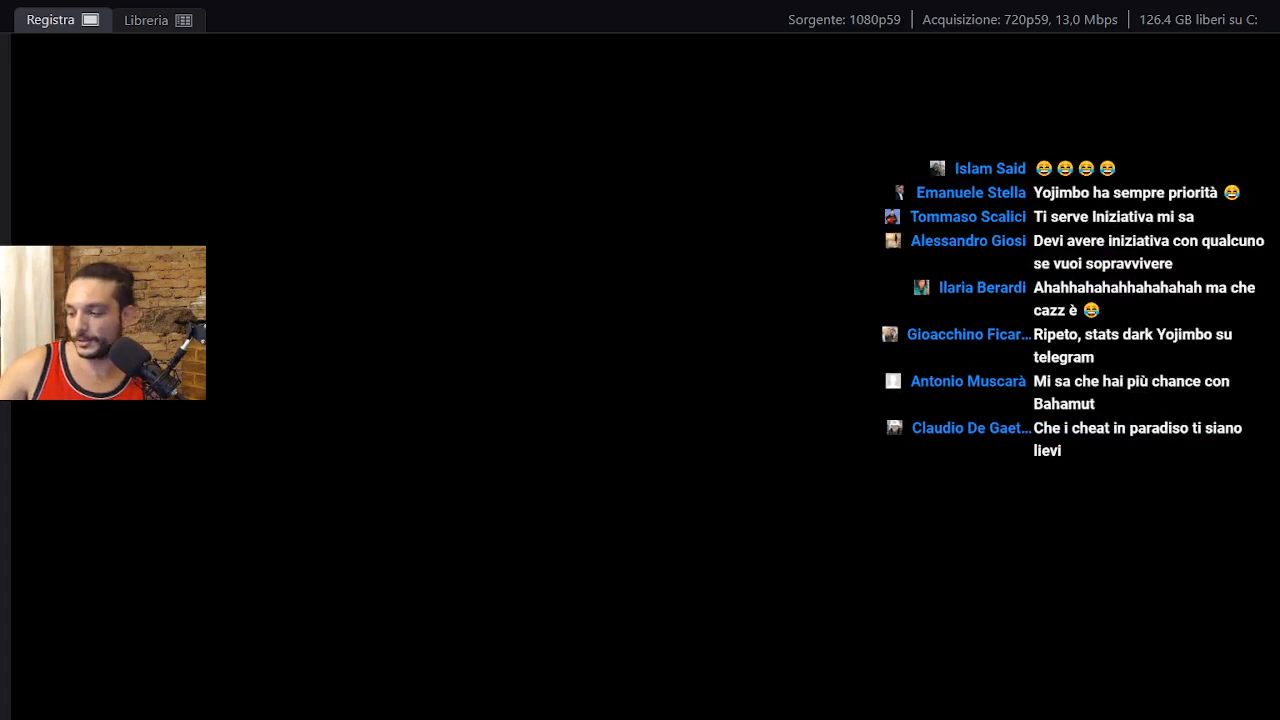 Registra
Libreria
Sorgente: 1080p59
Acquisizione: 720p59, 13,0 Mbps
126.4 GB liberi su C:
Islam Said 😂 😂 😂 😂
Emanuele Stella Yojimbo ha sempre priorità 😂
Tommaso Scalici Ti serve Iniziativa mi sa
Alessandro Giosi Devi avere iniziativa con qualcuno
se vuoi sopravvivere
Ilaria Berardi Ahahhahahahhahahahah ma che
cazz è 😂
Gioacchino Ficar… Ripeto, stats dark Yojimbo su
telegram
Antonio Muscarà Mi sa che hai più chance con
Bahamut
Claudio De Gaet… Che i cheat in paradiso ti siano
lievi